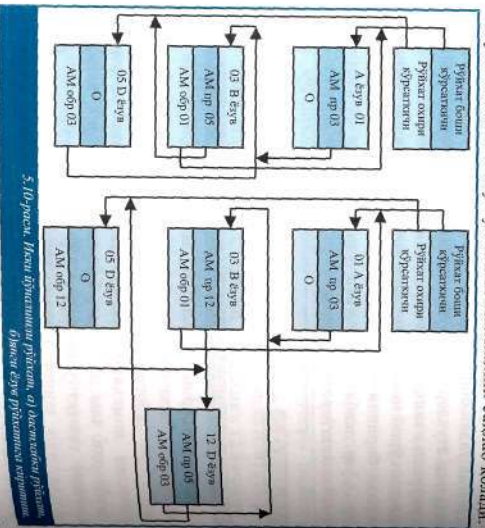 Рўйхат боши
кўрсаткичи
Рўйхат охири
кўрсаткичи
А ёзув 01
АМ пр 03
О
03 В ёзув
АМ пр 05
АМ обр 01
05 D ёзув
О
АМ обр 03
Рўйхат боши
кўрсаткичи
Рўйхат охири
кўрсаткичи
01 А ёзув
АМ пр 03
О
03 В ёзув
АМ пр 12
АМ обр 01
05 D ёзув
О
АМ обр 12
12 D ёзув
АМ пр 05
АМ обр 03
5.10-расм. Икки йўналишли рўйхат, а) дастлабки рўйхат,
б) янги ёзув рўйхатига киритиш.